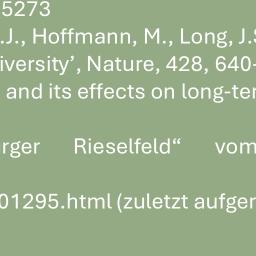 5273
.J., Hoffmann, M., Long, J.S
iversity’, Nature, 428, 640-
and its effects on long-ter
rger Rieselfeld“ vom
01295.html (zuletzt aufger